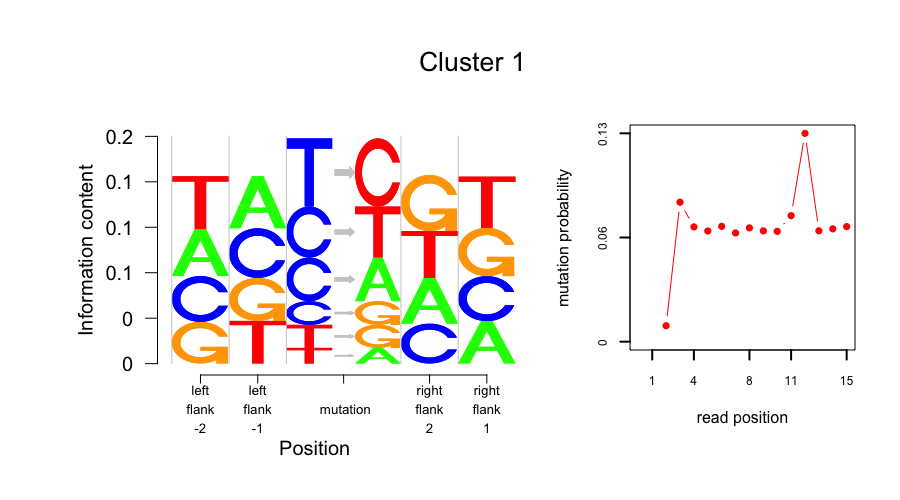 Cluster 1
Information content
0.2
0.1
0.1
0.1
0
0
T A T C G T
A C C T T G
C G C A A C
G T C G C A
T G
T A
left left mutation right right
flank flank flank flank
-2 -1 2 1
Position
mutation probability
0.13
0.06
0
1 4 8 11 15
read position